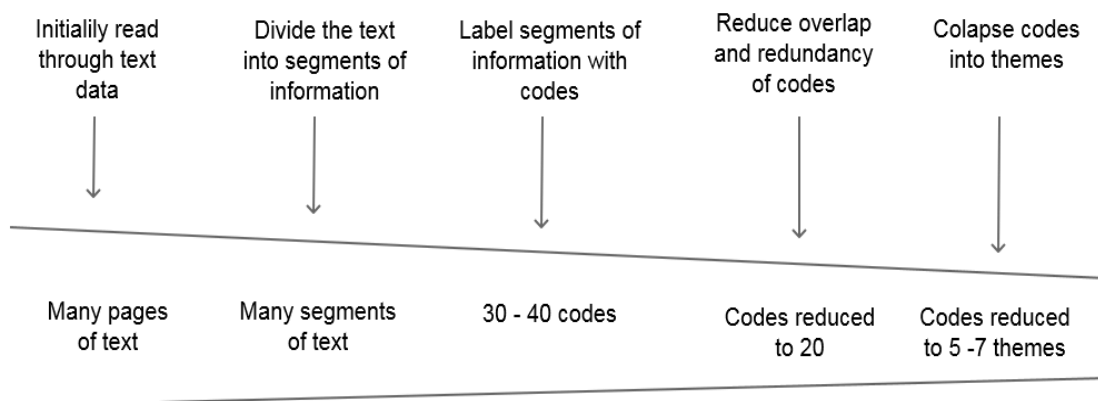 Initialily read
through text
data
Divide the text
into segments of
information
Label segments of
information with
codes
Reduce overlap
and redundancy
of codes
Colapse codes
into themes
Many pages
of text
Many segments
of text
30 - 40 codes
Codes reduced
to 20
Codes reduced
to 5 -7 themes